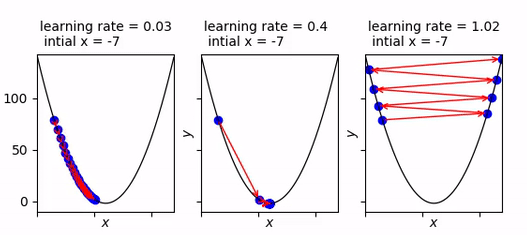 learning rate = 0.03
intial x = -7
learning rate = 0.4
intial x = -7
learning rate = 1.02
intial x = -7
100
50
0
y
y
x
x
x